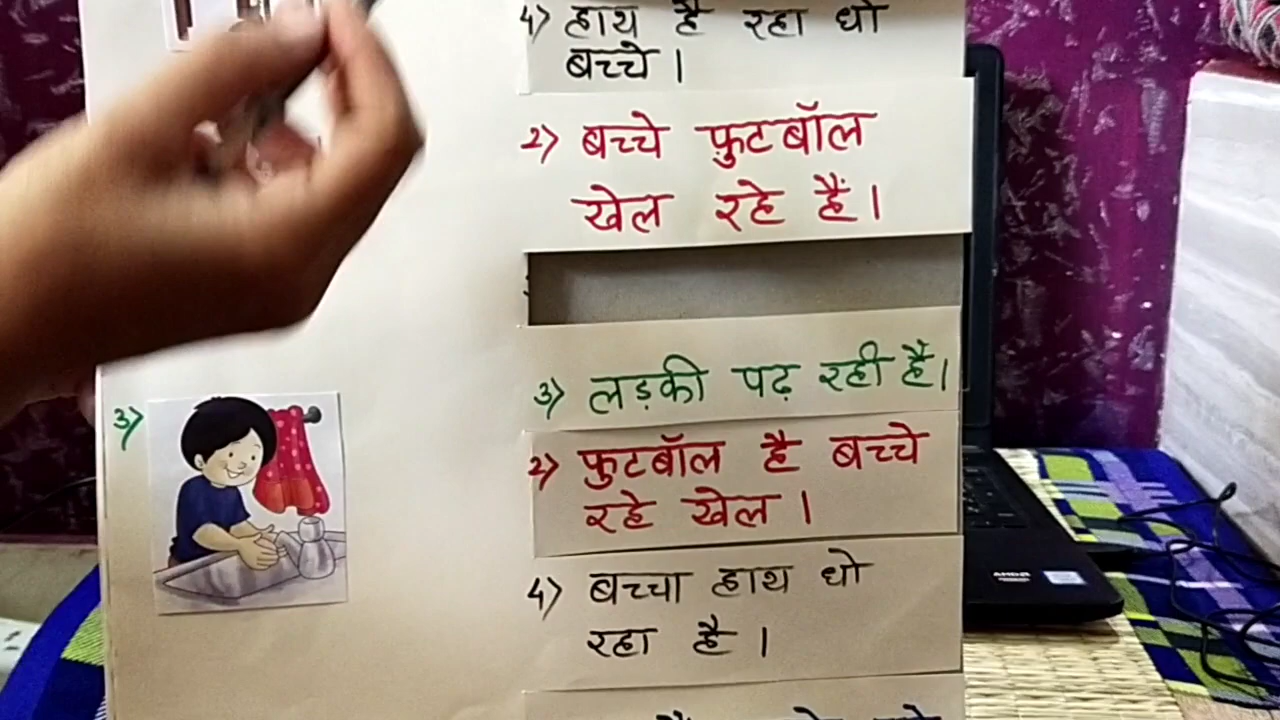 4) हाथ है रहा धो
बच्चे ।
2) बच्चे फ़ुटबॉल
खेल रहे हैं।
3) लड़की पढ़ रही है।
2) फ़ुटबॉल है बच्चे
रहे खेल ।
3)
4) बच्चा हाथ धो
रहा है ।
AMD